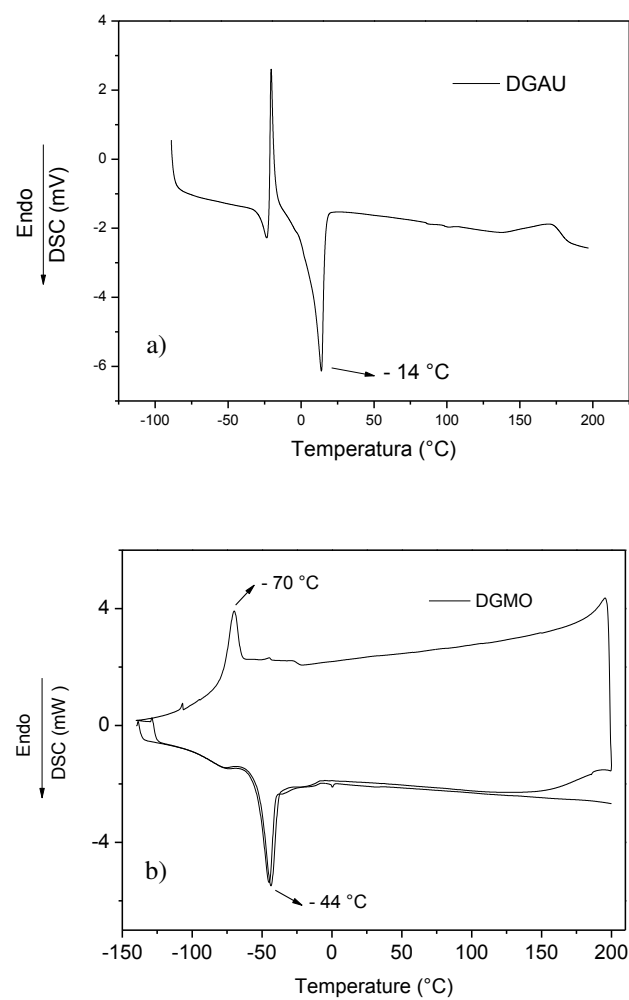 4
2
0
-2
-4
-6
Endo
DSC (mV)
DGAU
a)
- 14 °C
-100 -50 0 50 100 150 200
Temperatura (°C)
4
0
-4
Endo
DSC (mW )
- 70 °C
DGMO
b)
- 44 °C
-150 -100 -50 0 50 100 150 200
Temperature (°C)